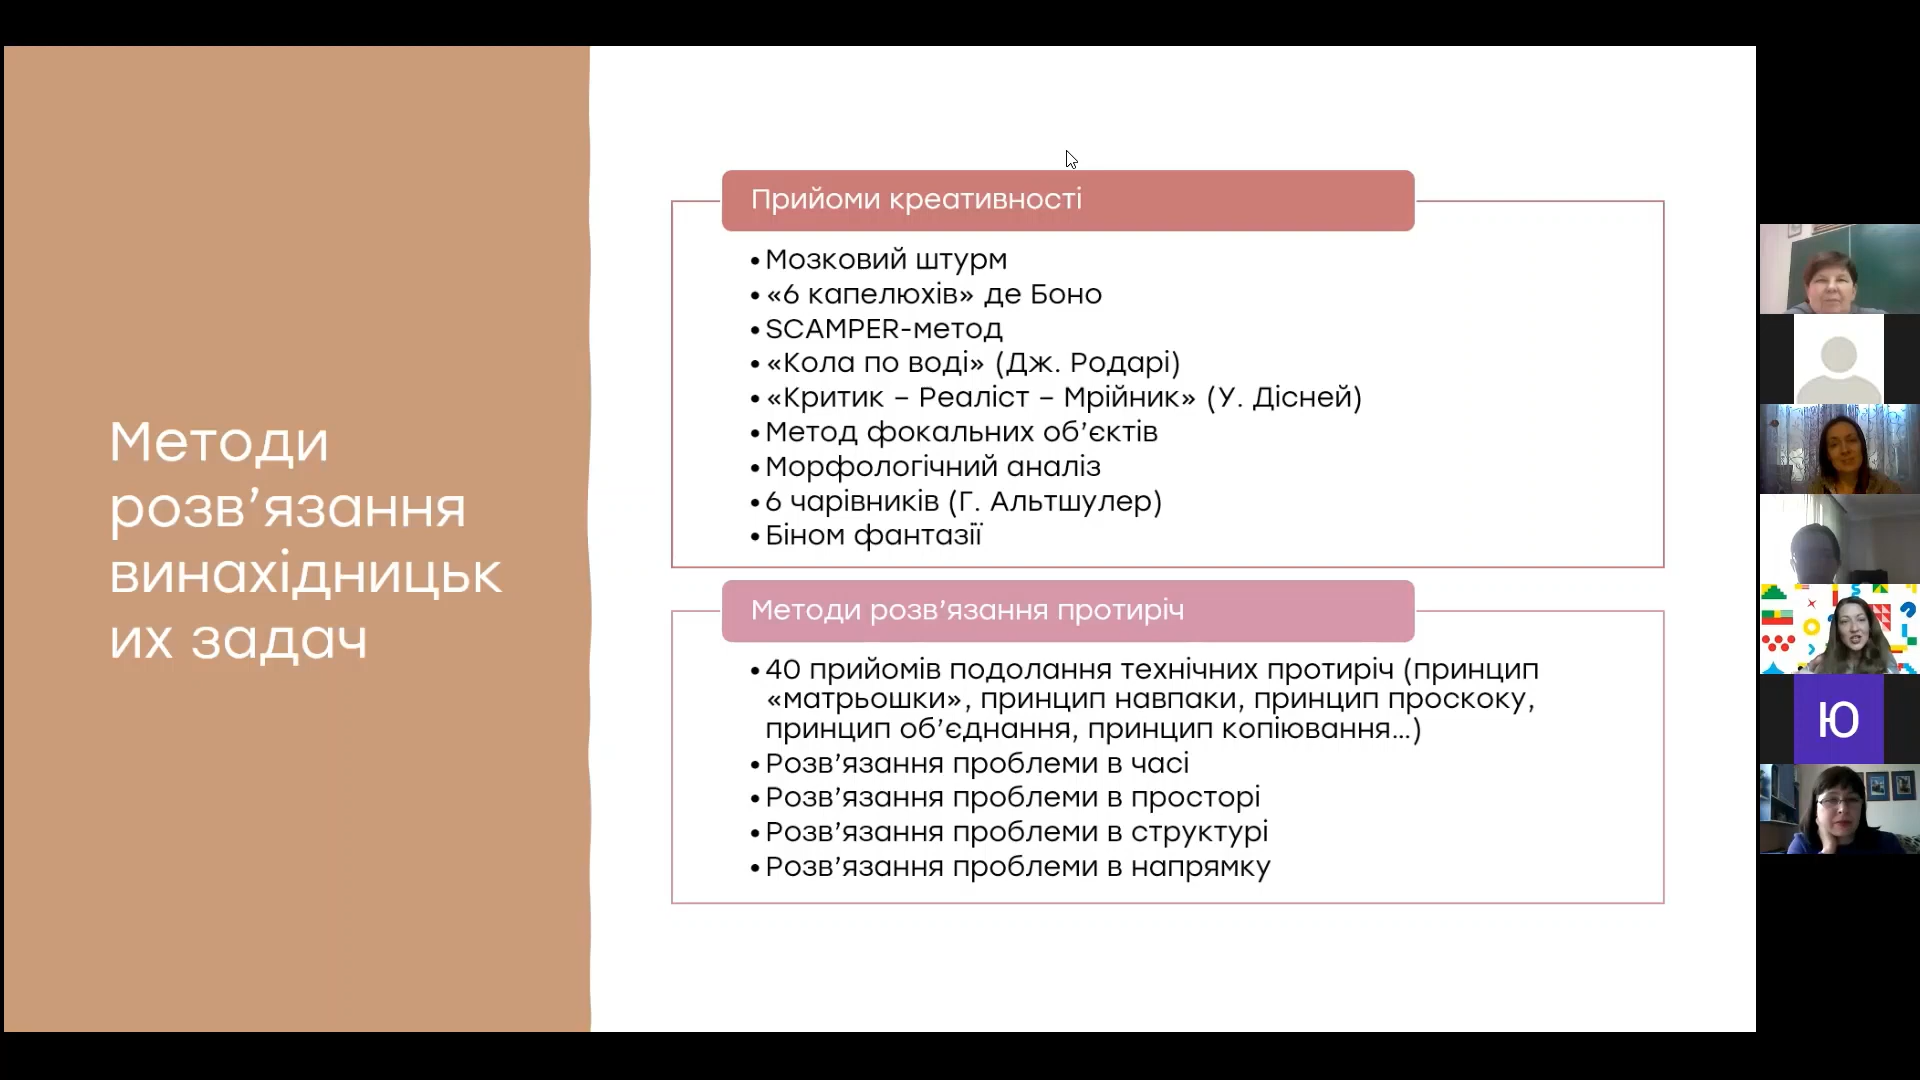 Методи
розв’язання
винахідницьк
их задач
Прийоми креативності
•Мозковий штурм
•«6 капелюхів» де Боно
•SCAMPER-метод
•«Кола по воді» (Дж. Родарі)
•«Критик – Реаліст – Мрійник» (У. Дісней)
•Метод фокальних об’єктів
•Морфологічний аналіз
•6 чарівників (Г. Альтшулер)
•Біном фантазії
Методи розв’язання протиріч
•40 прийомів подолання технічних протиріч (принцип
«матрьошки», принцип навпаки, принцип проскоку,
принцип об’єднання, принцип копіювання…)
•Розв’язання проблеми в часі
•Розв’язання проблеми в просторі
•Розв’язання проблеми в структурі
•Розв’язання проблеми в напрямку
Ю